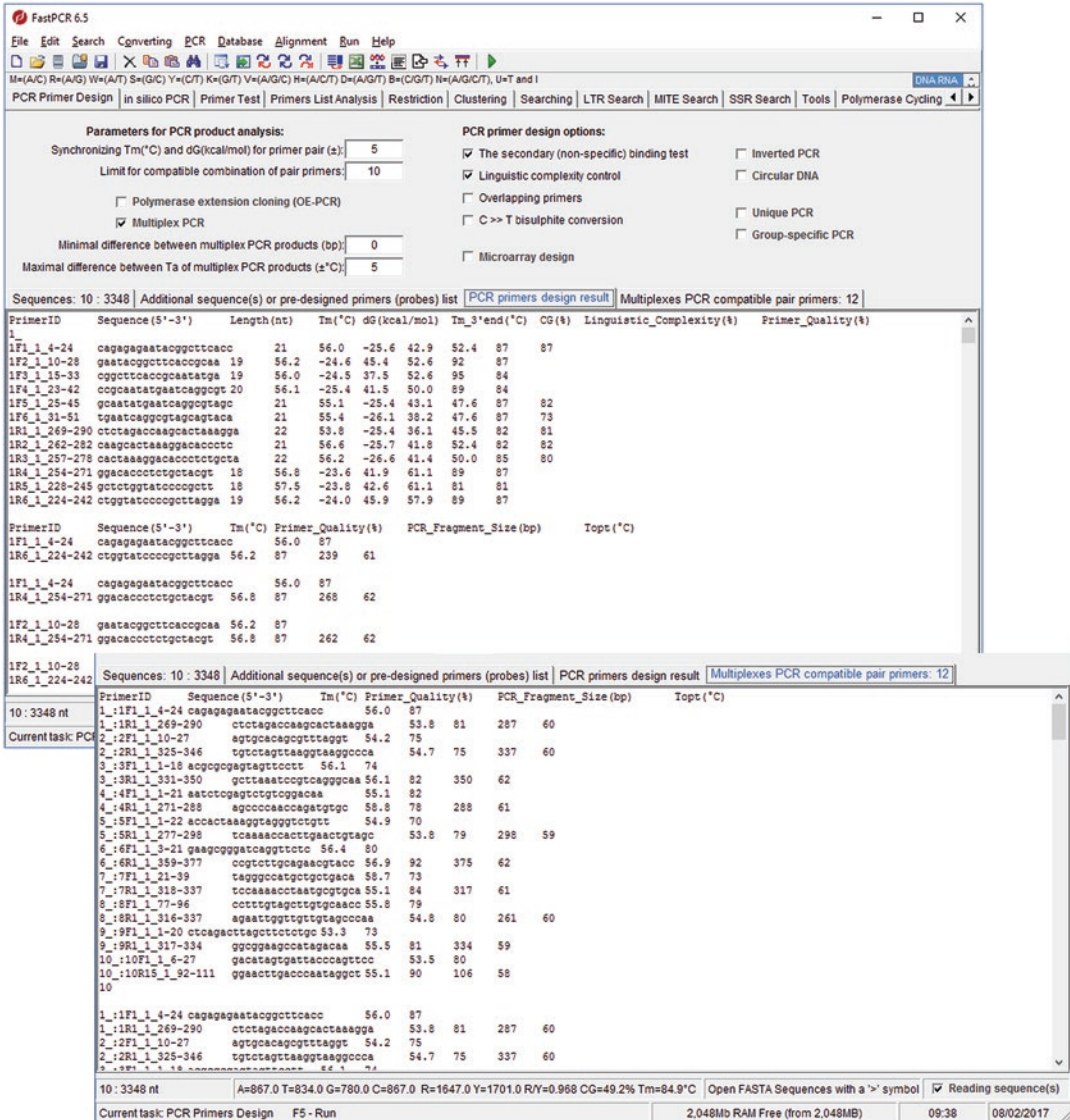 FastPCR 6.5
File Edit Search Converting PCR Database Alignment Run Help
M=(A/C) R=(A/G) W=(A/T) S=(G/C) Y=(C/T) K=(G/T) V=(A/G/C) H=(A/C/T) D=(A/G/T) B=(C/G/T) N=(A/G/C/T), U=T and I DNA RNA
PCR Primer Design in silico PCR Primer Test Primers List Analysis Restriction Clustering Searching LTR Search MITE Search SSR Search Tools Polymerase Cycling
Parameters for PCR product analysis: PCR primer design options:
Synchronizing Tm(°C) and dG(kcal/mol) for primer pair (±): 5 The secondary (non-specific) binding test Inverted PCR
Limit for compatible combination of pair primers: 10 Linguistic complexity control Circular DNA
Polymerase extension cloning (OE-PCR) Overlapping primers
Multiplex PCR C >> T bisulphite conversion Unique PCR
Minimal difference between multiplex PCR products (bp): 0 Group-specific PCR
Maximal difference between Ta of multiplex PCR products (±°C): 5 Microarray design
Sequences: 10 : 3348 Additional sequence(s) or pre-designed primers (probes) list PCR primers design result Multiplexes PCR compatible pair primers: 12
PrimerID Sequence(5'-3') Length(nt) Tm(°C) dG(kcal/mol) Tm_3'end(°C) CG(%) Linguistic_Complexity(%) Primer_Quality(%)
1_
1F1_1_4-24 cagagagaatacggcttcacc 21 56.0 -25.6 42.9 52.4 87 87
1F2_1_10-28 gaatacggcttcaccgcaa 19 56.2 -24.6 45.4 52.6 92 87
1F3_1_15-33 cggcttcaccgcaatatga 19 56.0 -24.5 37.5 52.6 95 84
1F4_1_23-42 ccgcaatatgaatcaggcgt 20 56.1 -25.4 41.5 50.0 89 84
1F5_1_25-45 gcaatatgaatcaggcgtagc 21 55.1 -25.4 43.1 47.6 87 82
1F6_1_31-51 tgaatcaggcgtagcagtaca 21 55.4 -26.1 38.2 47.6 87 73
1R1_1_269-290 ctctagaccaagcactaaagga 22 53.8 -25.4 36.1 45.5 82 81
1R2_1_262-282 caagcactaaaggacaccctc 21 56.6 -25.7 41.8 52.4 82 82
1R3_1_257-278 cactaaaggacaccctctgcta 22 56.2 -26.6 41.4 50.0 85 80
1R4_1_254-271 ggacaccctctgctacgt 18 56.8 -23.6 41.9 61.1 89 87
1R5_1_228-245 gctctggtatccccgctt 18 57.5 -23.8 42.6 61.1 81 81
1R6_1_224-242 ctggtatccccgcttagga 19 56.2 -24.0 45.9 57.9 89 87
PrimerID Sequence(5'-3') Tm(°C) Primer_Quality(%) PCR_Fragment_Size(bp) Topt(°C)
1F1_1_4-24 cagagagaatacggcttcacc 56.0 87
1R6_1_224-242 ctggtatccccgcttagga 56.2 87 239 61
1F1_1_4-24 cagagagaatacggcttcacc 56.0 87
1R4_1_254-271 ggacaccctctgctacgt 56.8 87 268 62
1F2_1_10-28 gaatacggcttcaccgcaa 56.2 87
1R4_1_254-271 ggacaccctctgctacgt 56.8 87 262 62
1F2_1_10-28
1R6_1_224-242
10 : 3348 nt
Current task: PC
Sequences: 10 : 3348 Additional sequence(s) or pre-designed primers (probes) list PCR primers design result Multiplexes PCR compatible pair primers: 12
PrimerID Sequence(5'-3') Tm(°C) Primer_Quality(%) PCR_Fragment_Size(bp) Topt(°C)
1_:1F1_1_4-24 cagagagaatacggcttcacc 56.0 87
1_:1R1_1_269-290 ctctagaccaagcactaaagga 53.8 81 287 60
2_:2F1_1_10-27 agtgcacagcgtttaggt 54.2 75
2_:2R1_1_325-346 tgtctagttaaggtaaggccca 54.7 75 337 60
3_:3F1_1_1-18 acgcgcgagtagttcctt 56.1 74
3_:3R1_1_331-350 gcttaaatccgtcagggcaa 56.1 82 350 62
4_:4F1_1_1-21 aatctcgagtctgtcggacaa 55.1 82
4_:4R1_1_271-288 agccccaaccagatgtgc 58.8 78 288 61
5_:5F1_1_1-22 accactaaaggtagggtctgtt 54.9 70
5_:5R1_1_277-298 tcaaaaccacttgaactgtagc 53.8 79 298 59
6_:6F1_1_3-21 gaagcgggatcaggttctc 56.4 80
6_:6R1_1_359-377 ccgtcttgcagaacgtacc 56.9 92 375 62
7_:7F1_1_21-39 tagggccatgctgctgaca 58.7 73
7_:7R1_1_318-337 tccaaaacctaatgcgtgca 55.1 84 317 61
8_:8F1_1_77-96 cctttgtagcttgtgcaacc 55.8 79
8_:8R1_1_316-337 agaattggttgttgtagcccaa 54.8 80 261 60
9_:9F1_1_1-20 ctcagacttagcttctctgc 53.3 73
9_:9R1_1_317-334 ggcggaagccatagacaa 55.5 81 334 59
10_:10F1_1_6-27 gacatagtgattacccagttcc 53.5 80
10_:10R15_1_92-111 ggaacttgacccaataggct 55.1 90 106 58
10
1_:1F1_1_4-24 cagagagaatacggcttcacc 56.0 87
1_:1R1_1_269-290 ctctagaccaagcactaaagga 53.8 81 287 60
2_:2F1_1_10-27 agtgcacagcgtttaggt 54.2 75
2_:2R1_1_325-346 tgtctagttaaggtaaggccca 54.7 75 337 60
10 : 3348 nt A=867.0 T=834.0 G=780.0 C=867.0 R=1647.0 Y=1701.0 R/Y=0.968 CG=49.2% Tm=84.9°C Open FASTA Sequences with a '>' symbol Reading sequence(s)
Current task: PCR Primers Design F5 - Run 2,048Mb RAM Free (from 2,048MB) 09:38 08/02/2017